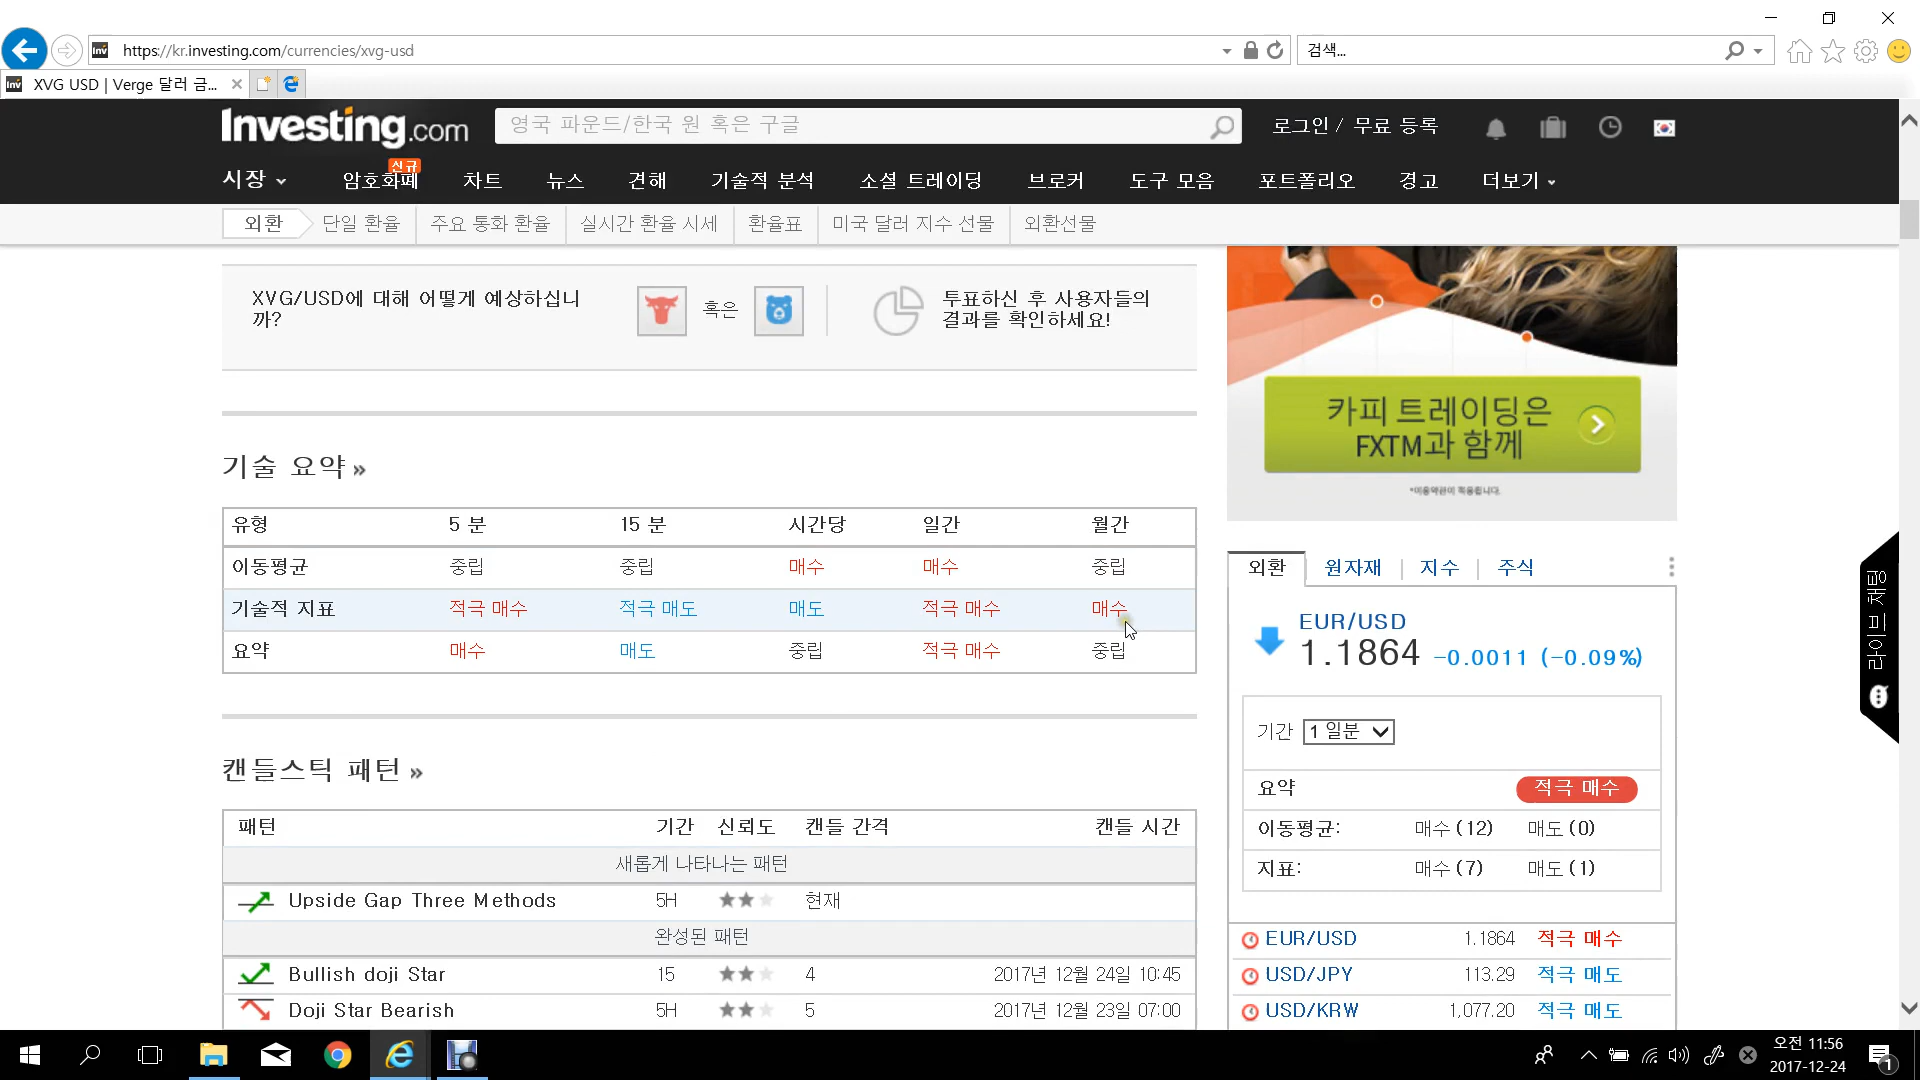 https://kr.investing.com/currencies/xvg-usd
검색...
XVG USD | Verge 달러 금...
Investing.com
영국 파운드/한국 원 혹은 구글
로그인 / 무료 등록
신규
시장 암호화폐 차트 뉴스 견해 기술적 분석 소셜 트레이딩 브로커 도구 모음 포트폴리오 경고 더보기
외환 단일 환율 주요 통화 환율 실시간 환율 시세 환율표 미국 달러 지수 선물 외환선물
XVG/USD에 대해 어떻게 예상하십니
까?
혹은
투표하신 후 사용자들의
결과를 확인하세요!
카피 트레이딩은
FXTM과 함께
*이용약관이 적용됩니다.
기술 요약 »
유형 5 분 15 분 시간당 일간 월간
이동평균 중립 중립 매수 매수 중립
기술적 지표 적극 매수 적극 매도 매도 적극 매수 매수
요약 매수 매도 중립 적극 매수 중립
캔들스틱 패턴 »
패턴 기간 신뢰도 캔들 간격 캔들 시간
새롭게 나타나는 패턴
Upside Gap Three Methods 5H 현재
완성된 패턴
Bullish doji Star 15 4 2017년 12월 24일 10:45
Doji Star Bearish 5H 5 2017년 12월 23일 07:00
외환 원자재 지수 주식
EUR/USD
1.1864 -0.0011 (-0.09%)
기간 1 일분
요약 적극 매수
이동평균: 매수 (12) 매도 (0)
지표: 매수 (7) 매도 (1)
EUR/USD 1.1864 적극 매수
USD/JPY 113.29 적극 매도
USD/KRW 1,077.20 적극 매도
라이브 채팅
오전 11:56
2017-12-24
1